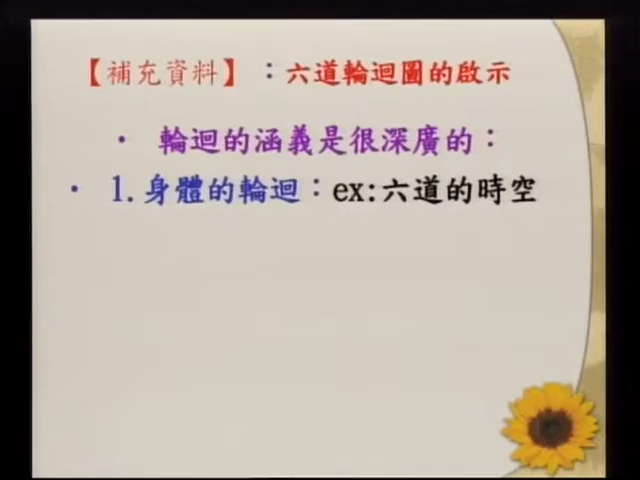 【補充資料】：六道輪迴圖的啟示
• 輪迴的涵義是很深廣的：
• 1.身體的輪迴：ex:六道的時空